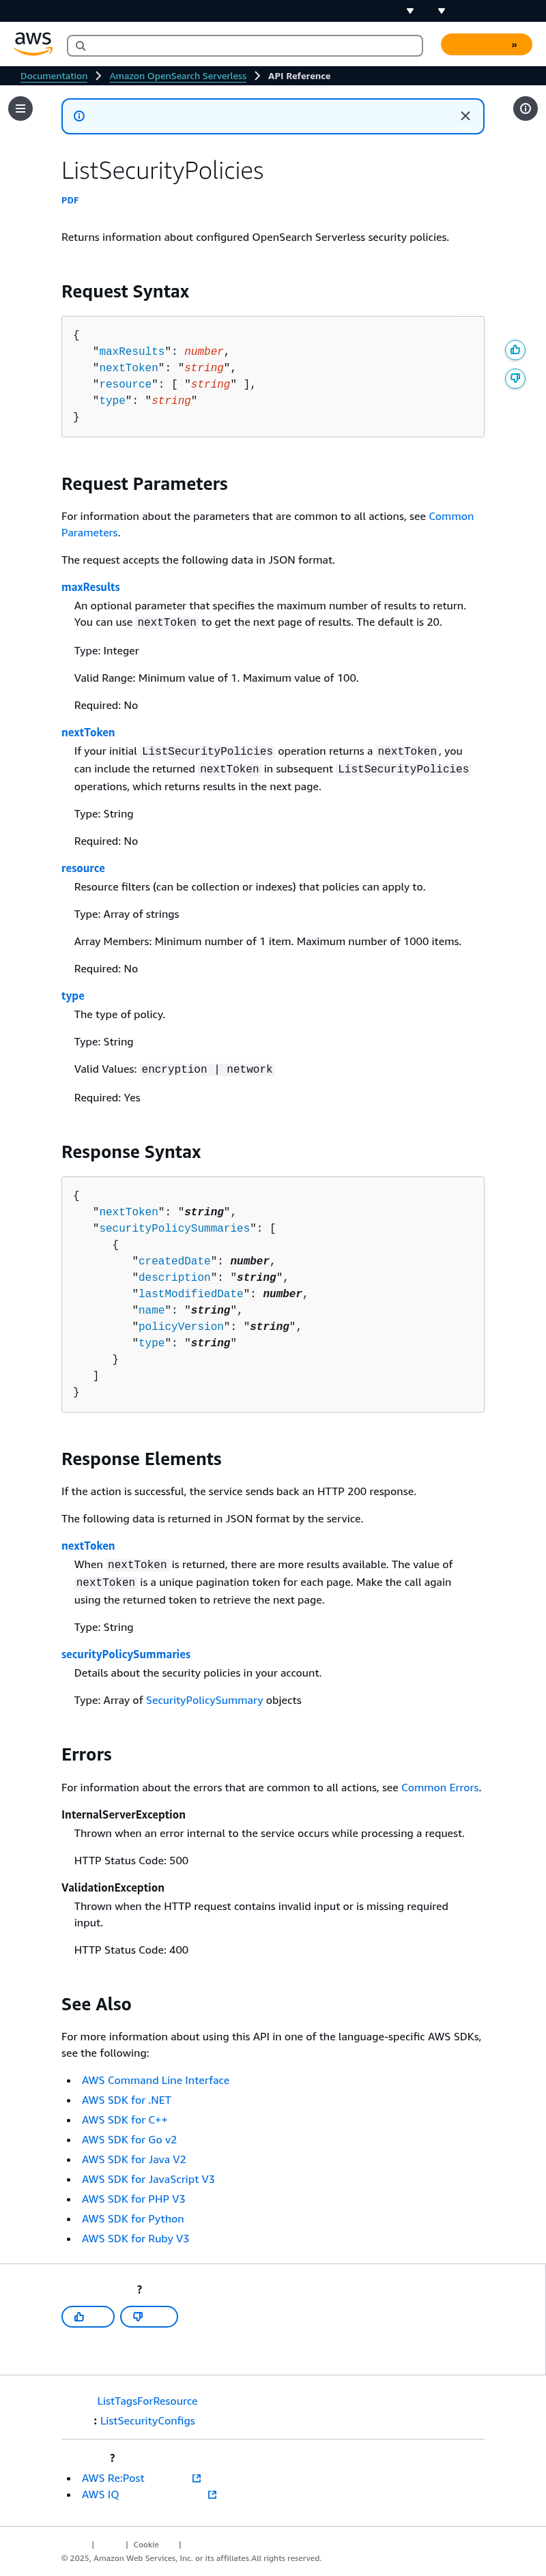 aws
»
Documentation
Amazon OpenSearch Serverless
API Reference
ListSecurityPolicies
PDF
Returns information about configured OpenSearch Serverless security policies.
Request Syntax
{
"maxResults": number,
"nextToken": "string",
"resource": [ "string" ],
"type": "string"
}
Request Parameters
For information about the parameters that are common to all actions, see Common
Parameters.
The request accepts the following data in JSON format.
maxResults
An optional parameter that specifies the maximum number of results to return.
You can use nextToken to get the next page of results. The default is 20.
Type: Integer
Valid Range: Minimum value of 1. Maximum value of 100.
Required: No
nextToken
If your initial ListSecurityPolicies operation returns a nextToken, you
can include the returned nextToken in subsequent ListSecurityPolicies
operations, which returns results in the next page.
Type: String
Required: No
resource
Resource filters (can be collection or indexes) that policies can apply to.
Type: Array of strings
Array Members: Minimum number of 1 item. Maximum number of 1000 items.
Required: No
type
The type of policy.
Type: String
Valid Values: encryption | network
Required: Yes
Response Syntax
{
"nextToken": "string",
"securityPolicySummaries": [
{
"createdDate": number,
"description": "string",
"lastModifiedDate": number,
"name": "string",
"policyVersion": "string",
"type": "string"
}
]
}
Response Elements
If the action is successful, the service sends back an HTTP 200 response.
The following data is returned in JSON format by the service.
nextToken
When nextToken is returned, there are more results available. The value of
nextToken is a unique pagination token for each page. Make the call again
using the returned token to retrieve the next page.
Type: String
securityPolicySummaries
Details about the security policies in your account.
Type: Array of SecurityPolicySummary objects
Errors
For information about the errors that are common to all actions, see Common Errors.
InternalServerException
Thrown when an error internal to the service occurs while processing a request.
HTTP Status Code: 500
ValidationException
Thrown when the HTTP request contains invalid input or is missing required
input.
HTTP Status Code: 400
See Also
For more information about using this API in one of the language-specific AWS SDKs,
see the following:
• AWS Command Line Interface
• AWS SDK for .NET
• AWS SDK for C++
• AWS SDK for Go v2
• AWS SDK for Java V2
• AWS SDK for JavaScript V3
• AWS SDK for PHP V3
• AWS SDK for Python
• AWS SDK for Ruby V3
?
ListTagsForResource
: ListSecurityConfigs
?
• AWS Re:Post
• AWS IQ
| | Cookie |
© 2025, Amazon Web Services, Inc. or its affiliates.All rights reserved.